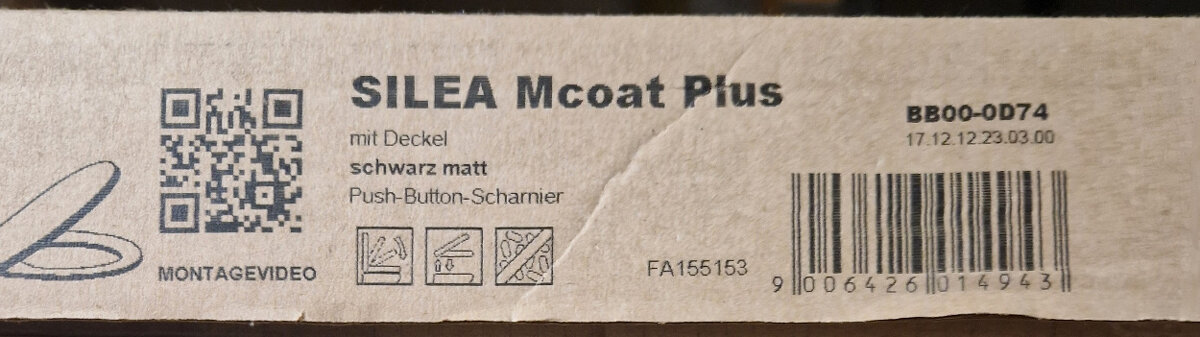 SILEA Mcoat Plus
mit Deckel
schwarz matt
Push-Button-Scharnier
MONTAGEVIDEO
FA155153
BB00-0D74
17.12.12.23.03.00
9 006426 014943